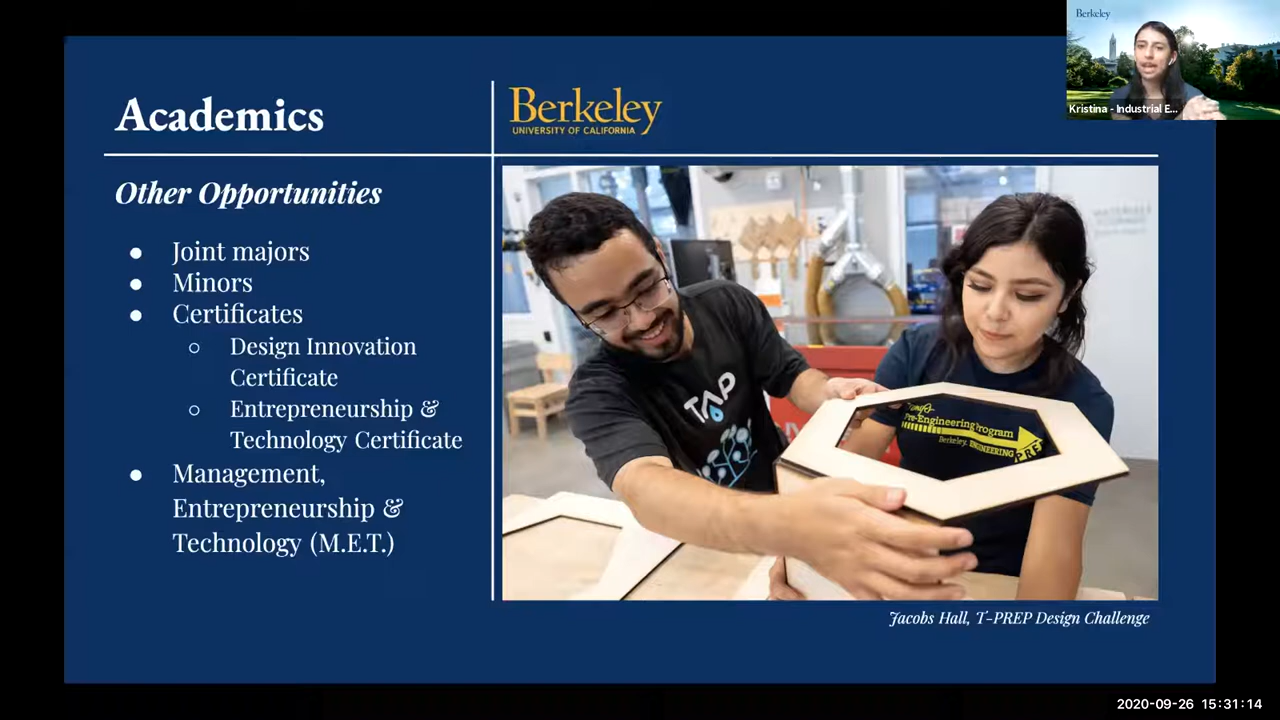 Academics
Berkeley
UNIVERSITY OF CALIFORNIA
Berkeley
Kristina - Industrial E...
Other Opportunities
● Joint majors
● Minors
● Certificates
○ Design Innovation
Certificate
○ Entrepreneurship &
Technology Certificate
● Management,
Entrepreneurship &
Technology (M.E.T.)
TAP
Pre-Engineering Program
Berkeley ENGINEERING
PREP
Jacobs Hall, T-PREP Design Challenge
2020-09-26 15:31:14